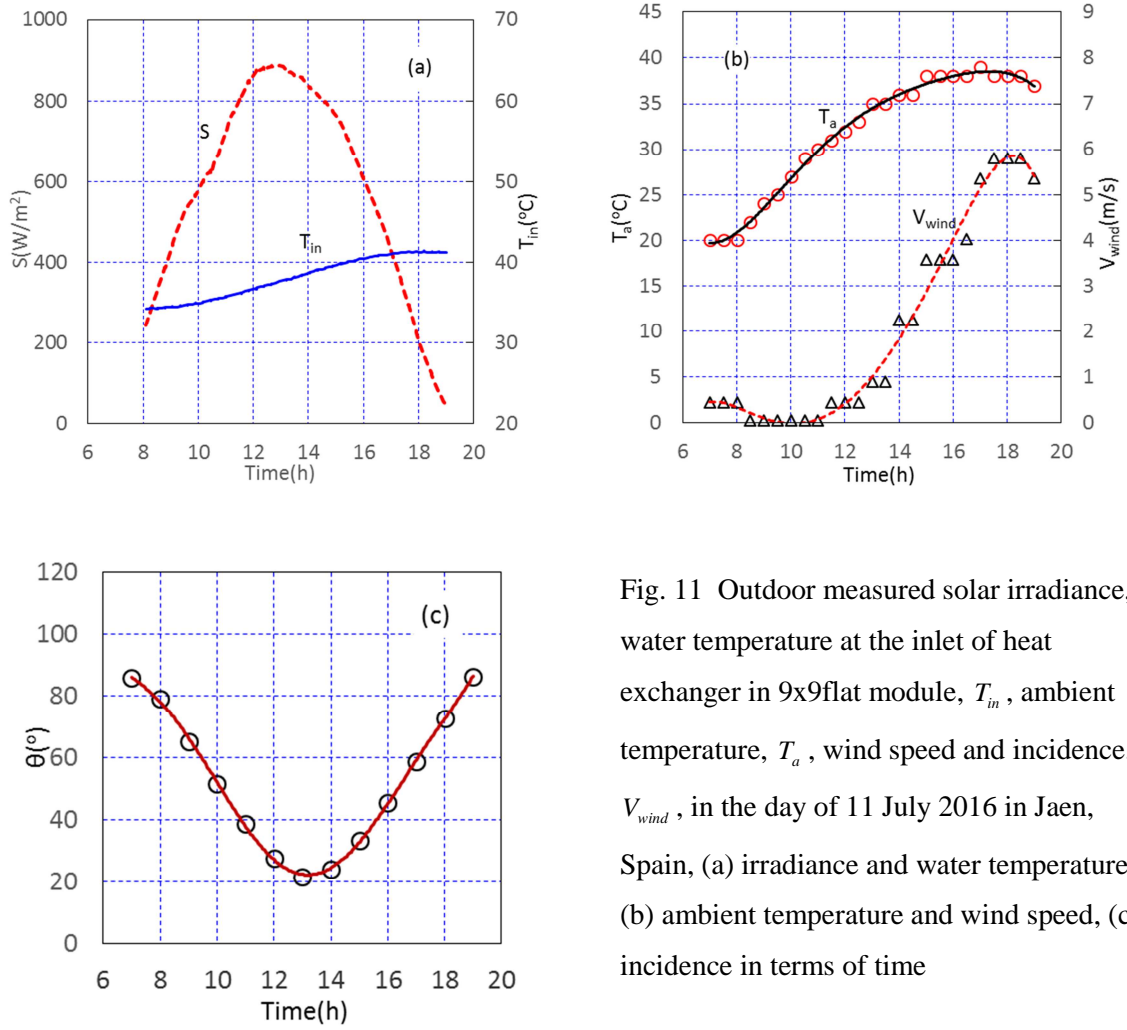 1000
800
600
400
200
0
S(W/m²)
70
60
50
40
30
20
T_in(°C)
(a)
S
T_in
6 8 10 12 14 16 18 20
Time(h)
45
40
35
30
25
20
15
10
5
0
T_a(°C)
9
8
7
6
5
4
3
2
1
0
V_wind(m/s)
(b)
T_a
V_wind
6 8 10 12 14 16 18 20
Time(h)
120
100
80
60
40
20
0
θ(°)
(c)
6 8 10 12 14 16 18 20
Time(h)
Fig. 11 Outdoor measured solar irradiance,
water temperature at the inlet of heat
exchanger in 9x9flat module, T_in , ambient
temperature, T_a , wind speed and incidence
V_wind , in the day of 11 July 2016 in Jaen,
Spain, (a) irradiance and water temperature
(b) ambient temperature and wind speed, (c
incidence in terms of time